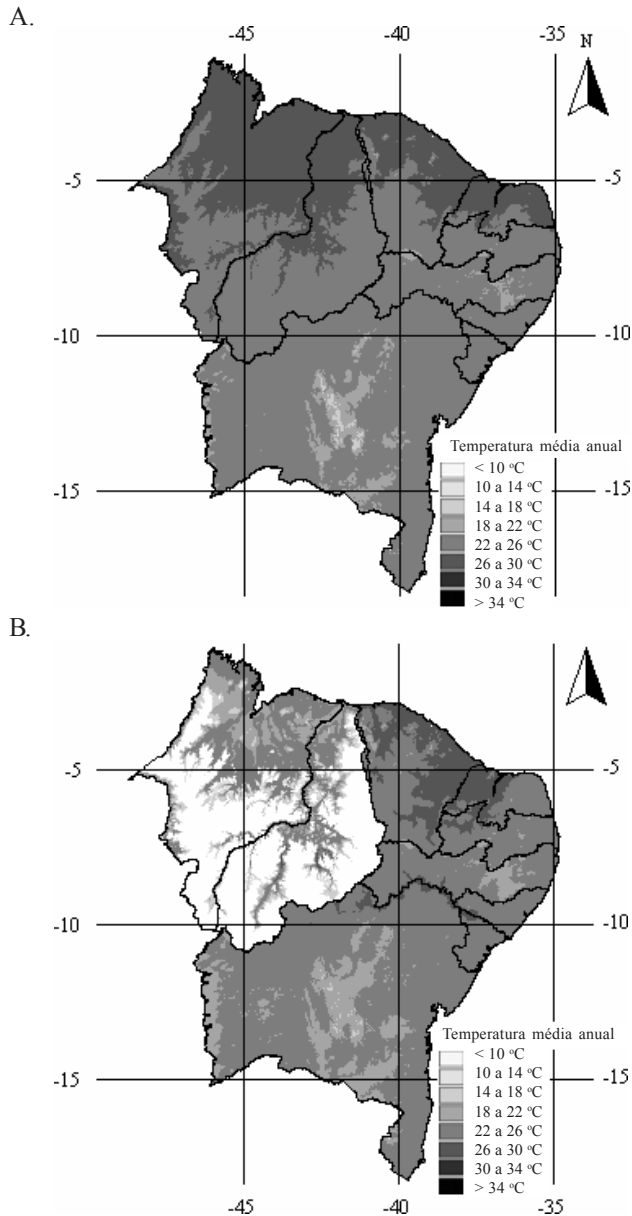 A.
-45 -40 -35
N
-5 -5
-10 -10
Temperatura média anual
< 10 ºC
10 a 14 ºC
14 a 18 ºC
-15 -15
18 a 22 ºC
22 a 26 ºC
26 a 30 ºC
30 a 34 ºC
> 34 ºC
B.
-5 -5
-10 -10
Temperatura média anual
< 10 ºC
10 a 14 ºC
-15 -15
14 a 18 ºC
18 a 22 ºC
22 a 26 ºC
26 a 30 ºC
30 a 34 ºC
> 34 ºC
-45 -40 -35